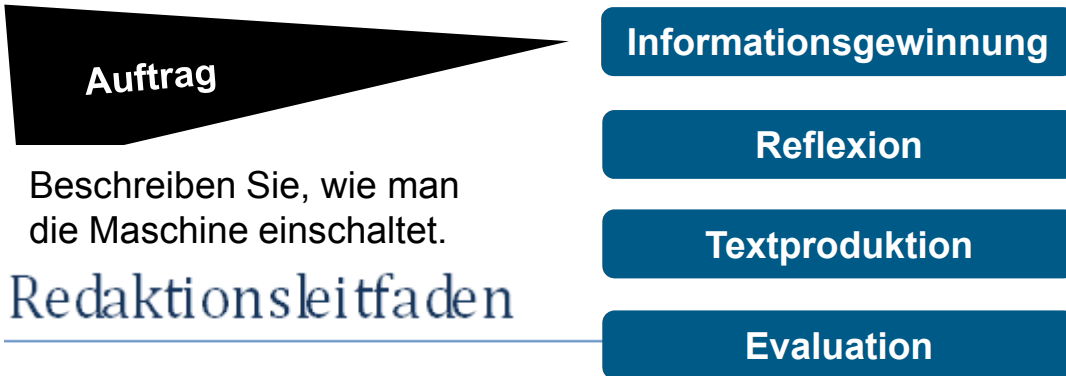 Auftrag
Beschreiben Sie, wie man
die Maschine einschaltet.
Redaktionsleitfaden
Informationsgewinnung
Reflexion
Textproduktion
Evaluation